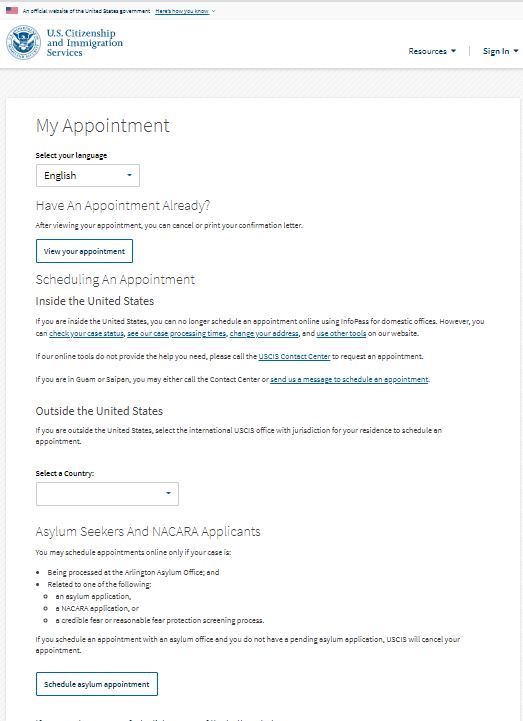 An official website of the United States government Here's how you know
U.S. Citizenship
and Immigration
Services
Resources
Sign In
My Appointment
Select your language
English
Have An Appointment Already?
After viewing your appointment, you can cancel or print your confirmation letter.
View your appointment
Scheduling An Appointment
Inside the United States
If you are inside the United States, you can no longer schedule an appointment online using InfoPass for domestic offices. However, you
can check your case status, see our case processing times, change your address, and use other tools on our website.
If our online tools do not provide the help you need, please call the USCIS Contact Center to request an appointment.
If you are in Guam or Saipan, you may either call the Contact Center or send us a message to schedule an appointment.
Outside the United States
If you are outside the United States, select the international USCIS office with jurisdiction for your residence to schedule an
appointment.
Select a Country:
Asylum Seekers And NACARA Applicants
You may schedule appointments online only if your case is:
Being processed at the Arlington Asylum Office; and
Related to one of the following:
an asylum application,
a NACARA application, or
a credible fear or reasonable fear protection screening process.
If you schedule an appointment with an asylum office and you do not have a pending asylum application, USCIS will cancel your
appointment.
Schedule asylum appointment